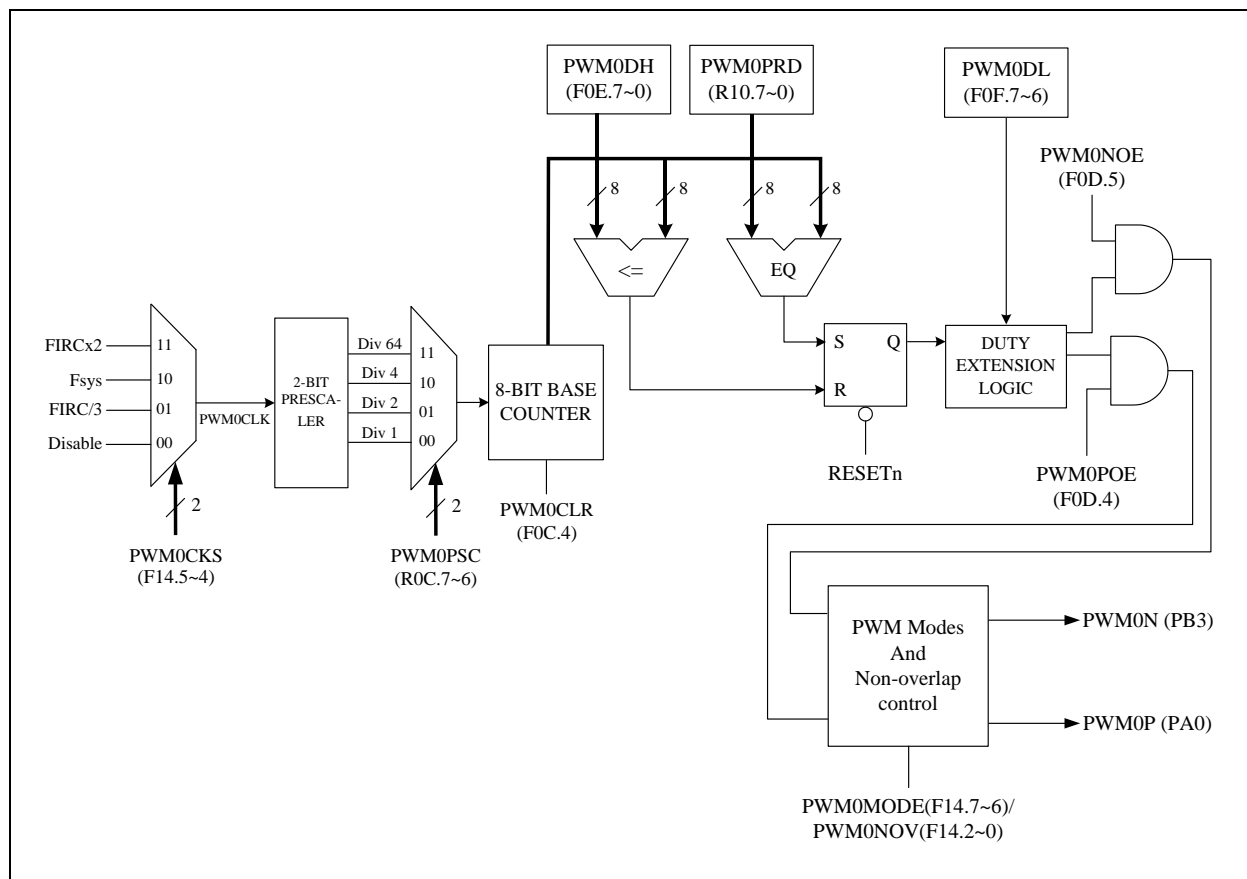 PWM0DH
(F0E.7~0)
PWM0PRD
(R10.7~0)
PWM0DL
(F0F.7~6)
PWM0NOE
(F0D.5)
8
8
8
8
<=
EQ
FIRCx2
Fsys
FIRC/3
Disable
11
10
01
00
PWM0CLK
2-BIT
PRESCA-
LER
Div 64
Div 4
Div 2
Div 1
11
10
01
00
8-BIT BASE
COUNTER
S Q
R
DUTY
EXTENSION
LOGIC
RESETn
PWM0POE
(F0D.4)
2
PWM0CKS
(F14.5~4)
2
PWM0PSC
(R0C.7~6)
PWM0CLR
(F0C.4)
PWM Modes
And
Non-overlap
control
PWM0N (PB3)
PWM0P (PA0)
PWM0MODE(F14.7~6)/
PWM0NOV(F14.2~0)